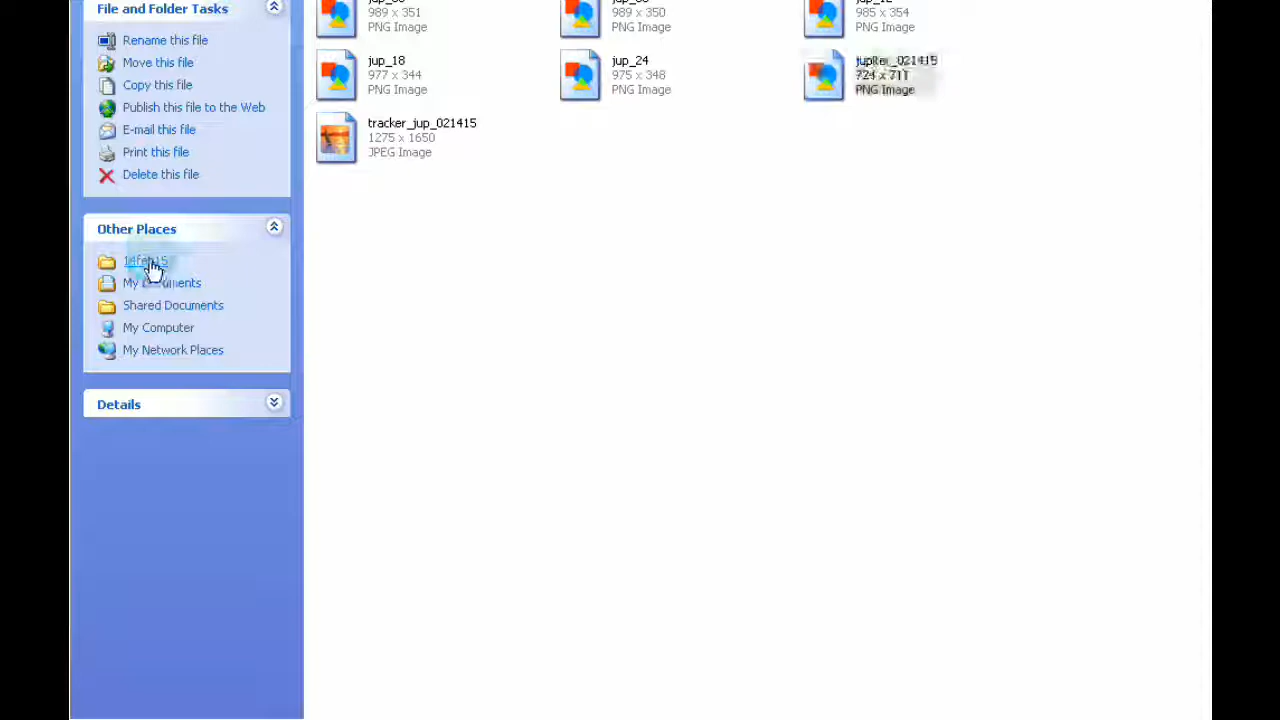 File and Folder Tasks
Rename this file
Move this file
Copy this file
Publish this file to the Web
E-mail this file
Print this file
Delete this file
Other Places
14feb15
My Documents
Shared Documents
My Computer
My Network Places
Details
989 x 351
PNG Image
989 x 350
PNG Image
985 x 354
PNG Image
jup_18
977 x 344
PNG Image
jup_24
975 x 348
PNG Image
jupiter_021415
724 x 711
PNG Image
tracker_jup_021415
1275 x 1650
JPEG Image